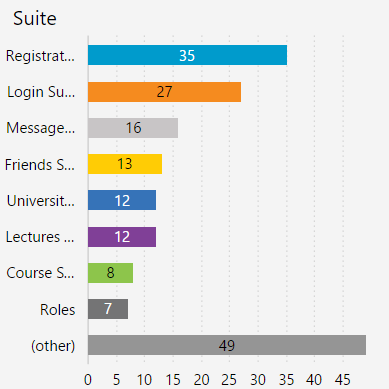 Suite
Registrat... 35
Login Su... 27
Message... 16
Friends S... 13
Universit... 12
Lectures ... 12
Course S... 8
Roles 7
(other) 49
0 5 10 15 20 25 30 35 40 45